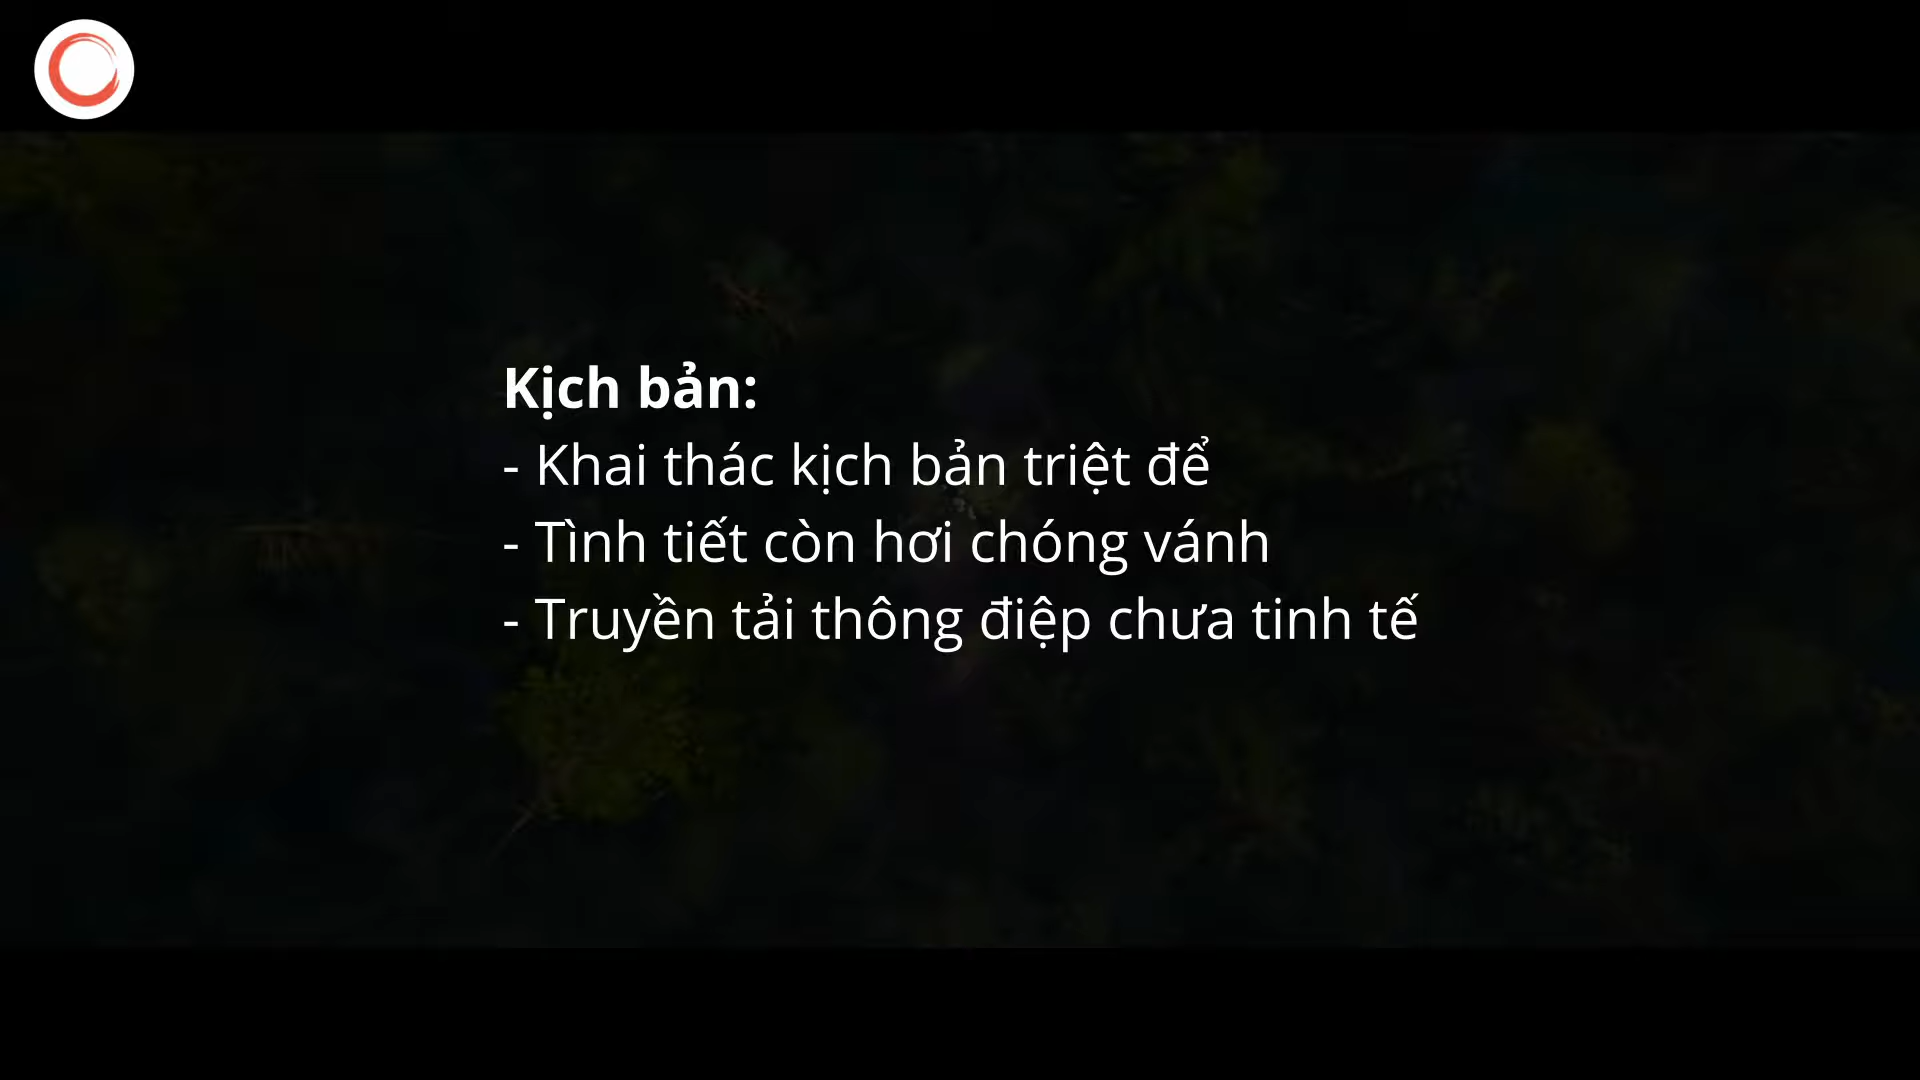 Kịch bản:
- Khai thác kịch bản triệt để
- Tình tiết còn hơi chóng vánh
- Truyền tải thông điệp chưa tinh tế